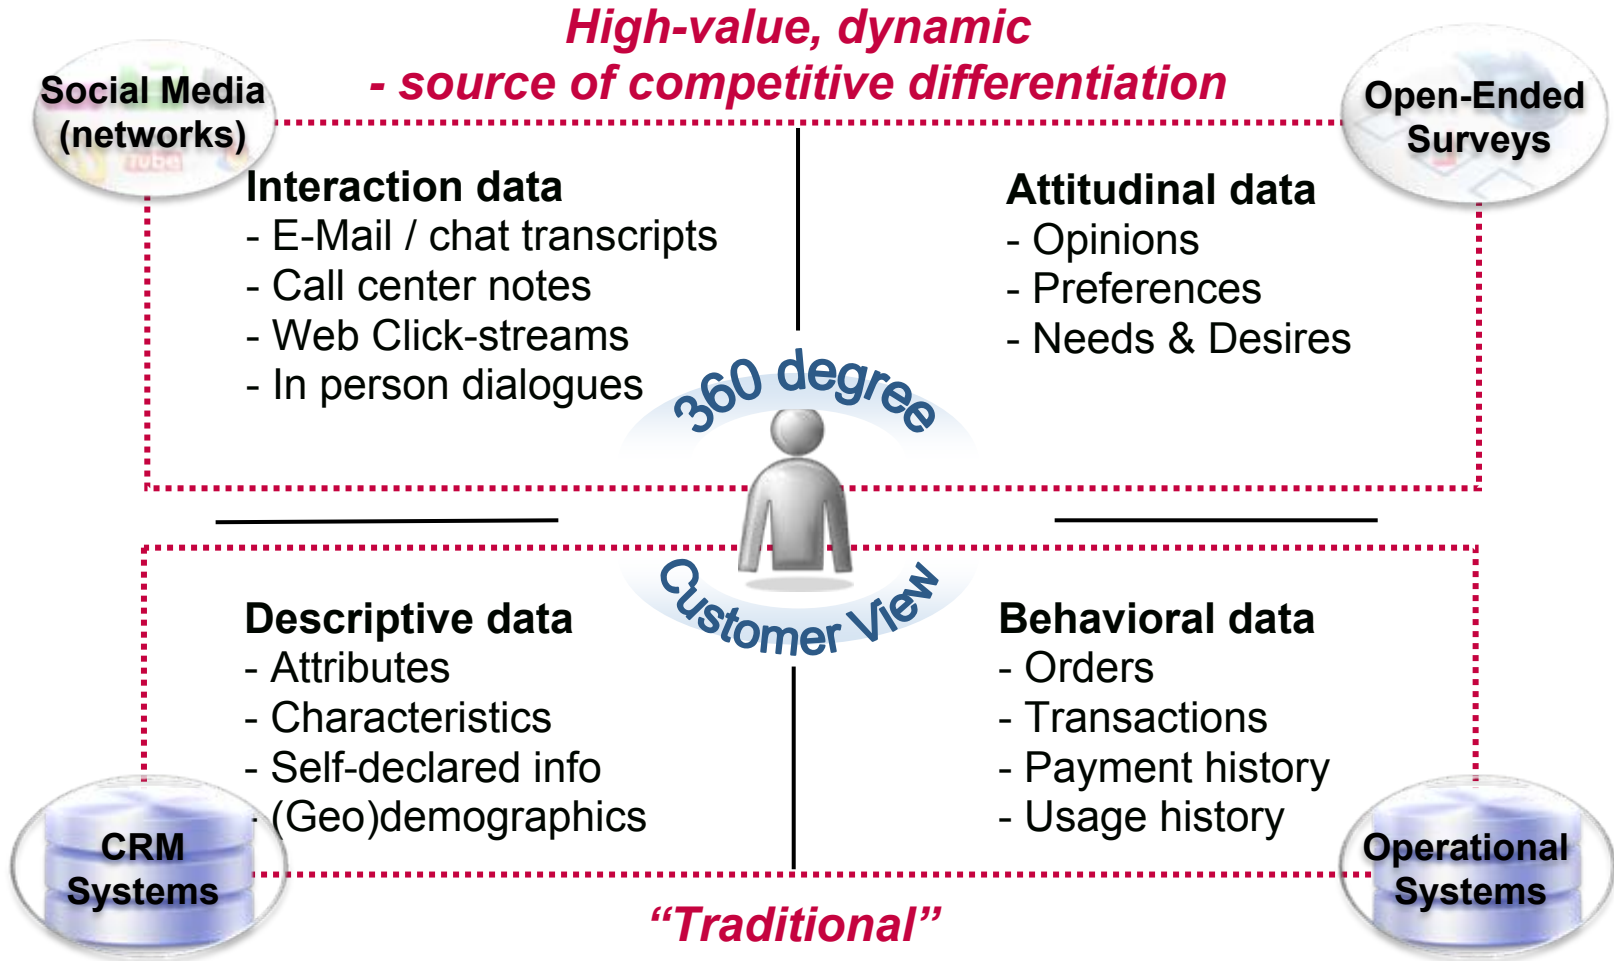 High-value, dynamic
- source of competitive differentiation
Social Media
(networks)
Tube
Open-Ended
Surveys
Interaction data
- E-Mail / chat transcripts
- Call center notes
- Web Click-streams
- In person dialogues
Attitudinal data
- Opinions
- Preferences
- Needs & Desires
360 degree
Customer View
Descriptive data
- Attributes
- Characteristics
- Self-declared info
- (Geo)demographics
Behavioral data
- Orders
- Transactions
- Payment history
- Usage history
CRM
Systems
Operational
Systems
“Traditional”